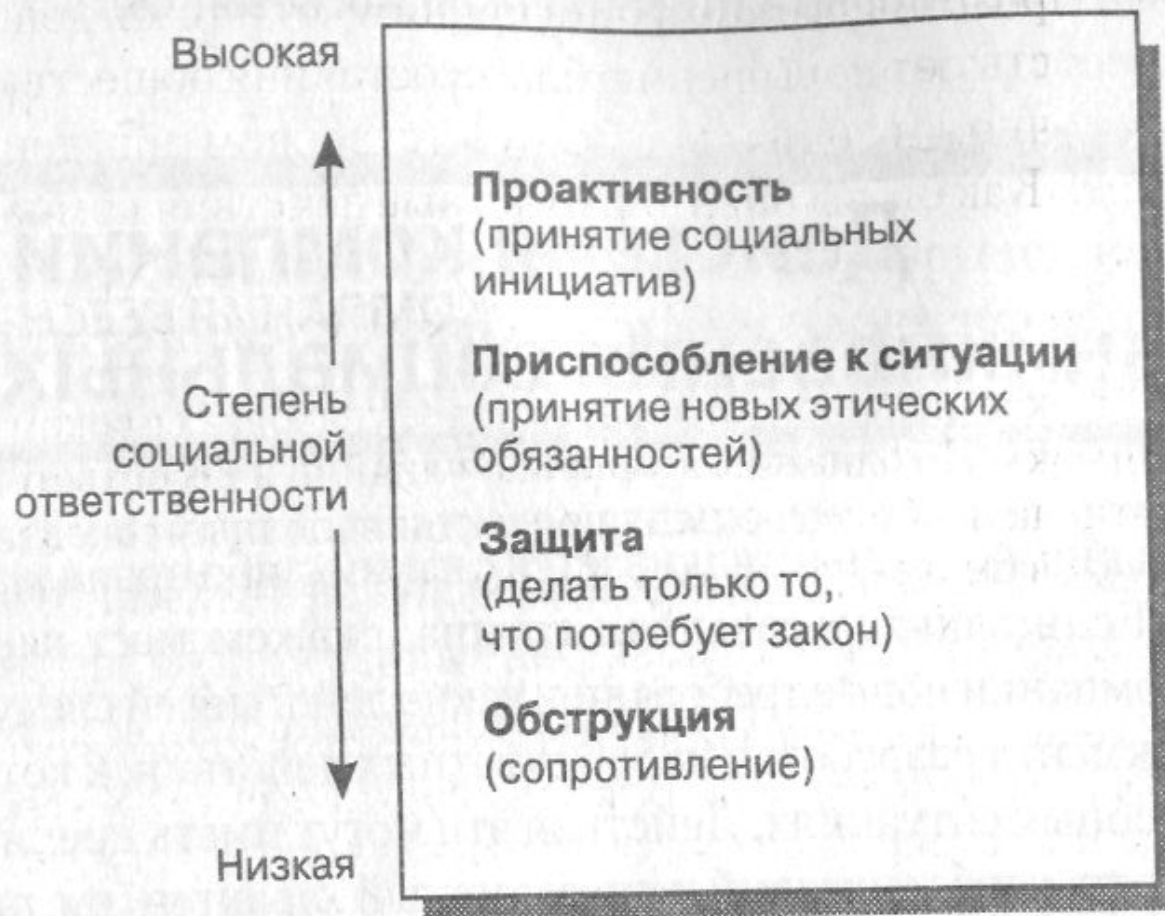 Высокая
Степень
социальной
ответственности
Низкая
Проактивность
(принятие социальных
инициатив)
Приспособление к ситуации
(принятие новых этических
обязанностей)
Защита
(делать только то,
что потребует закон)
Обструкция
(сопротивление)